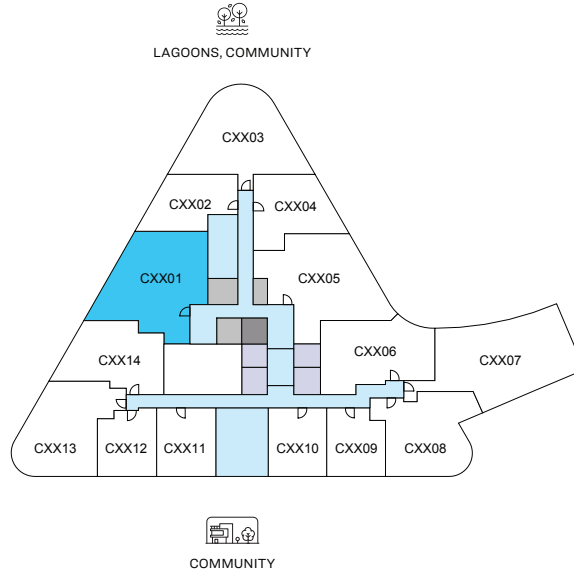 LAGOONS, COMMUNITY
CXX03
CXX02
CXX04
CXX01
CXX05
CXX14
CXX06
CXX07
CXX13
CXX12
CXX11
CXX10
CXX09
CXX08
COMMUNITY